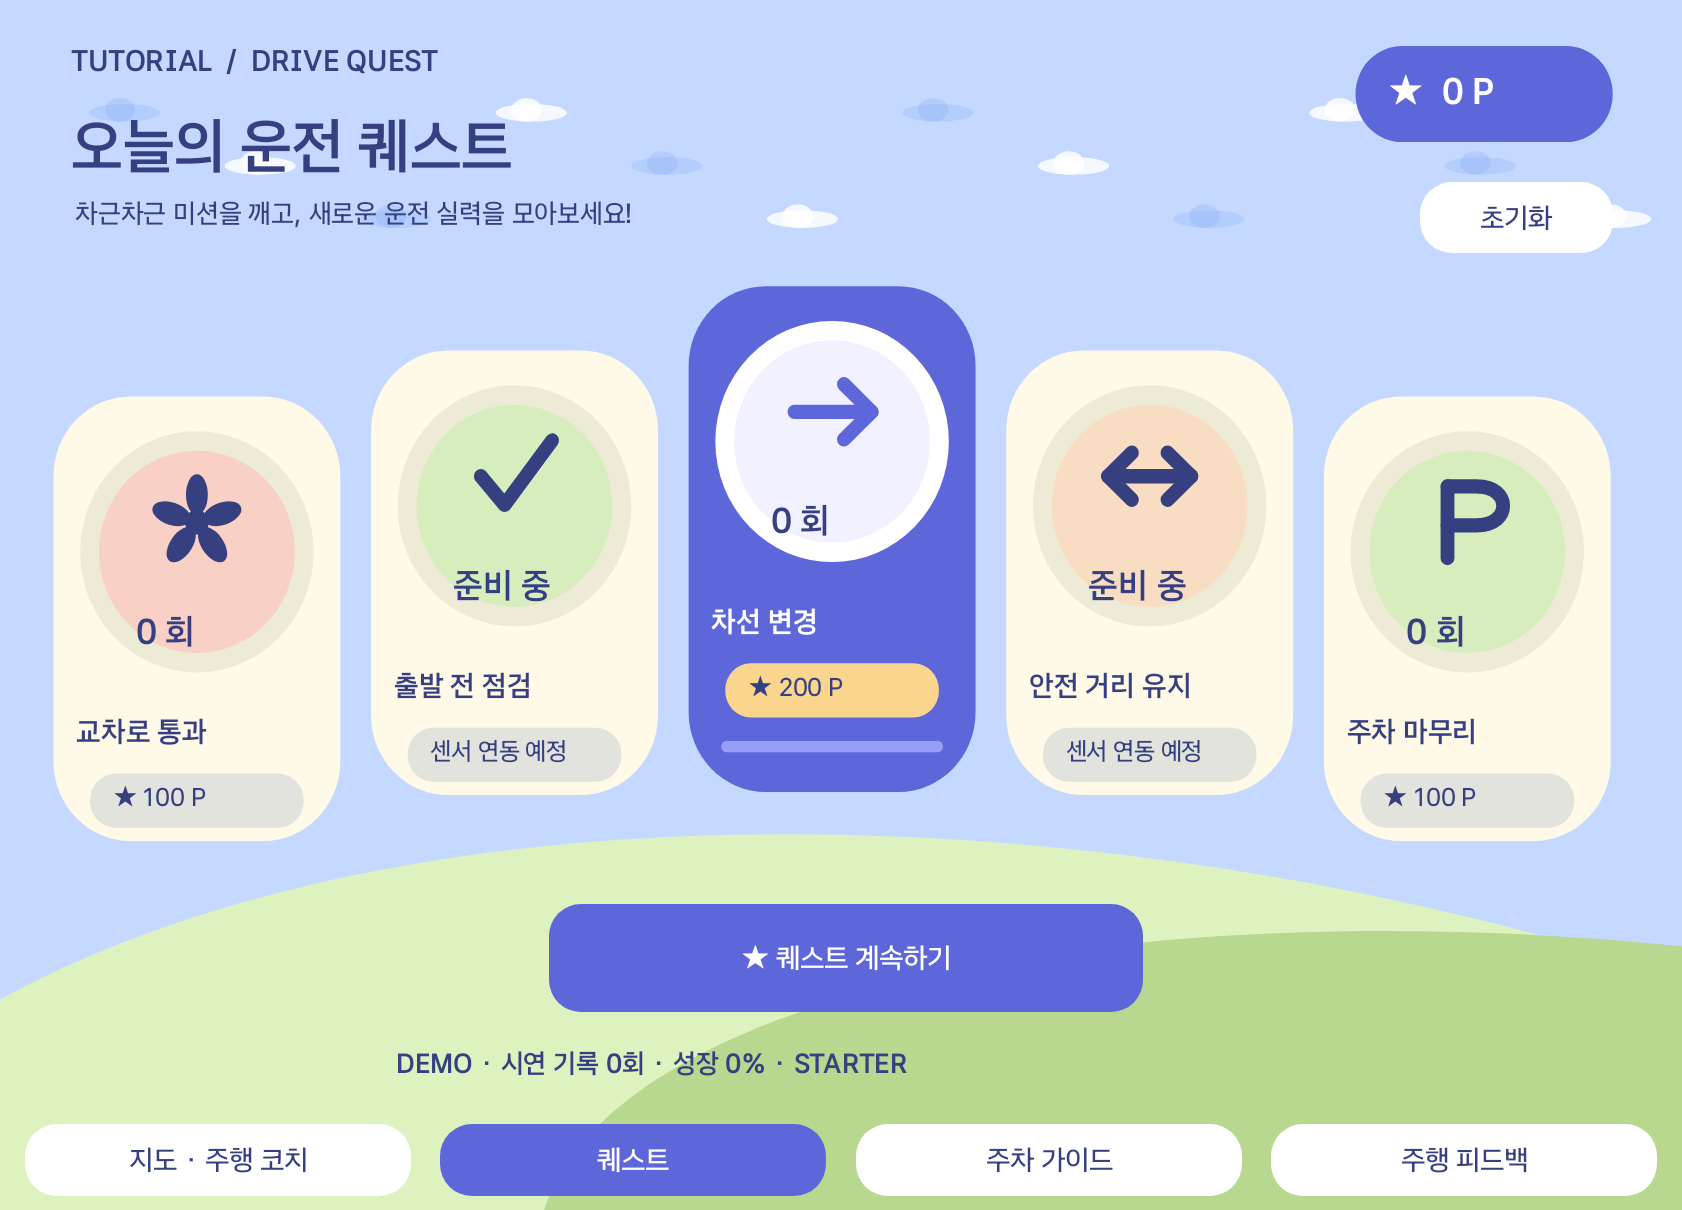 TUTORIAL / DRIVE QUEST
★ 0 P
오늘의 운전 퀘스트
차근차근 미션을 깨고, 새로운 운전 실력을 모아보세요!
초기화
0 회
교차로 통과
★ 100 P
준비 중
출발 전 점검
센서 연동 예정
0 회
차선 변경
★ 200 P
준비 중
안전 거리 유지
센서 연동 예정
P
0 회
주차 마무리
★ 100 P
★ 퀘스트 계속하기
DEMO · 시연 기록 0회 · 성장 0% · STARTER
지도 · 주행 코치
퀘스트
주차 가이드
주행 피드백